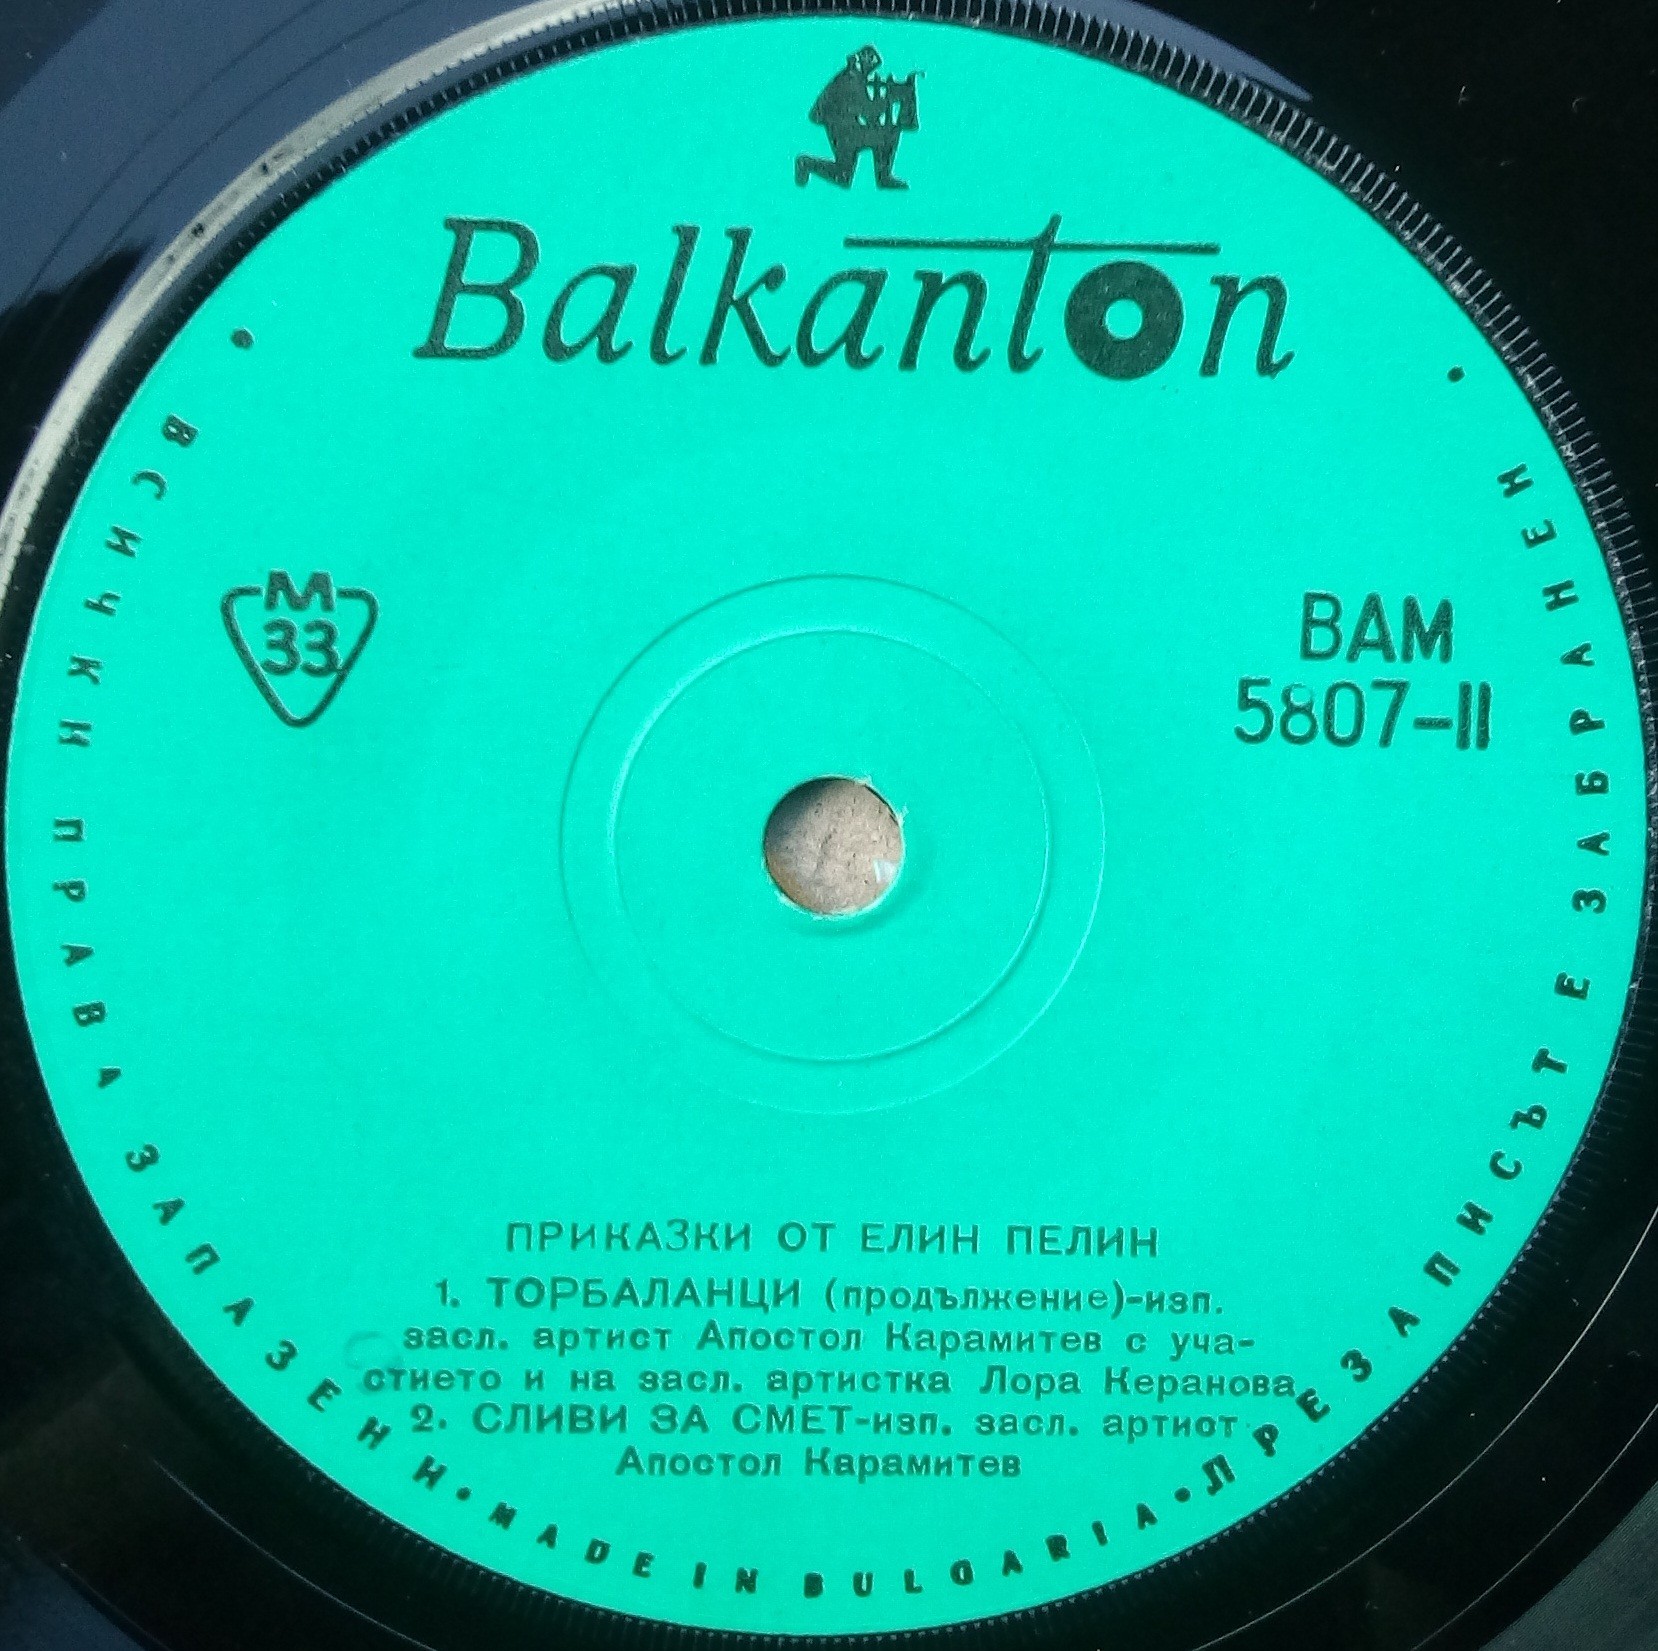 Balkanton
М
33
ВАМ
5807-II
ПРИКАЗКИ ОТ ЕЛИН ПЕЛИН
1. ТОРБАЛАНЦИ (продължение)-изп.
засл. артист Апостол Карамитев с уча-
стието и на засл. артистка Лора Керанова
2. СЛИВИ ЗА СМЕТ-изп. засл. артист
Апостол Карамитев
• ВСИЧКИ ПРАВА ЗАПАЗЕНИ • MADE IN BULGARIA • ПРЕЗАПИСЪТ Е ЗАБРАНЕН •